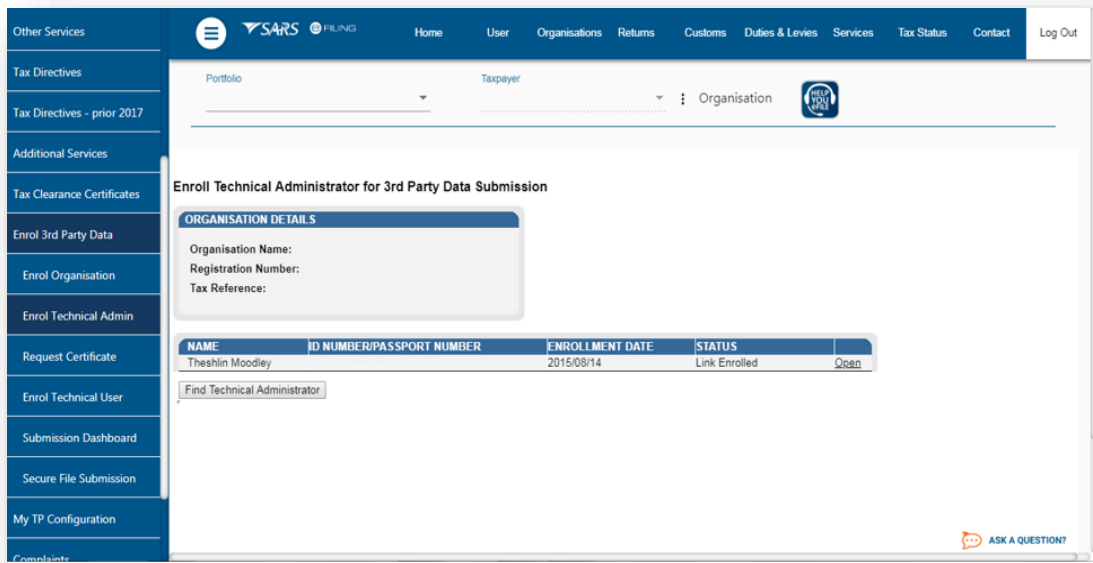 Other Services
Tax Directives
Tax Directives - prior 2017
Additional Services
Tax Clearance Certificates
Enrol 3rd Party Data
Enrol Organisation
Enrol Technical Admin
Request Certificate
Enrol Technical User
Submission Dashboard
Secure File Submission
My TP Configuration
Complaints
SARS eFILING
Home User Organisations Returns Customs Duties & Levies Services Tax Status Contact Log Out
Portfolio Taxpayer
Organisation
HELP YOU eFILE
Enroll Technical Administrator for 3rd Party Data Submission
ORGANISATION DETAILS
Organisation Name:
Registration Number:
Tax Reference:
NAME ID NUMBER/PASSPORT NUMBER ENROLLMENT DATE STATUS
Theshlin Moodley 2015/08/14 Link Enrolled Open
Find Technical Administrator
ASK A QUESTION?